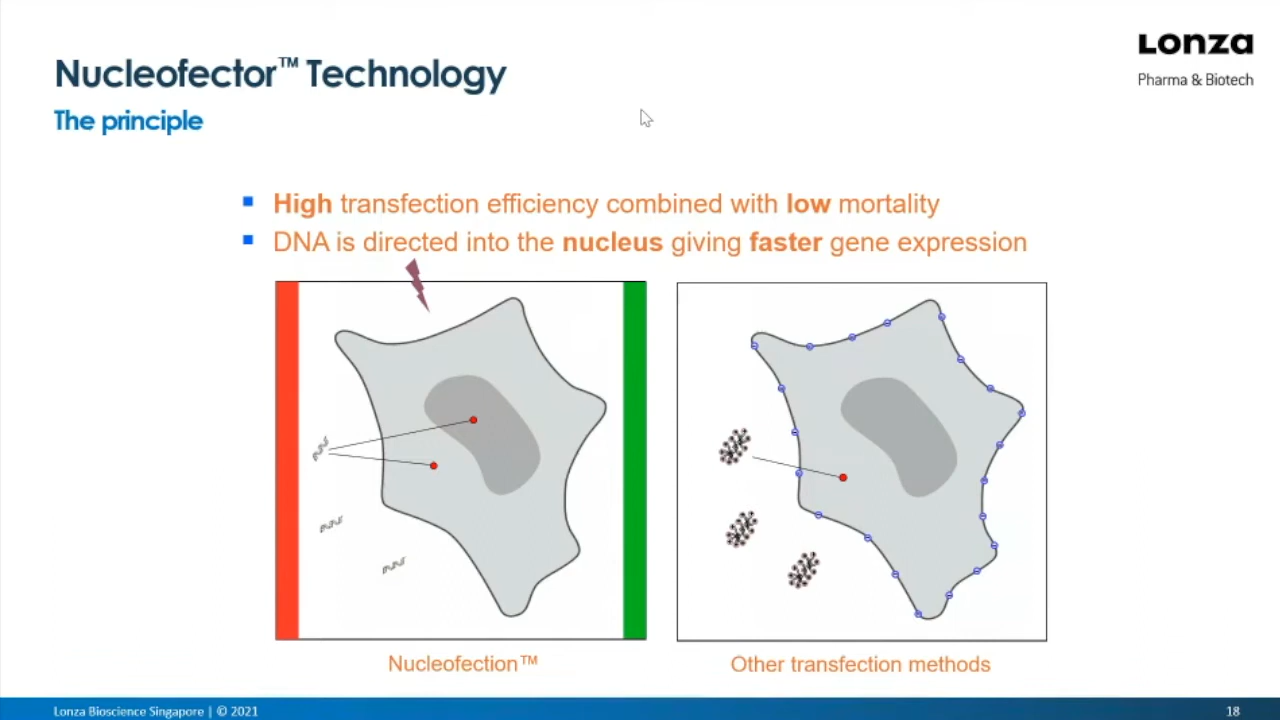 Nucleofector™ Technology
Lonza
Pharma & Biotech
The principle
High transfection efficiency combined with low mortality
DNA is directed into the nucleus giving faster gene expression
Nucleofection™
Other transfection methods
Lonza Bioscience Singapore | © 2021
18